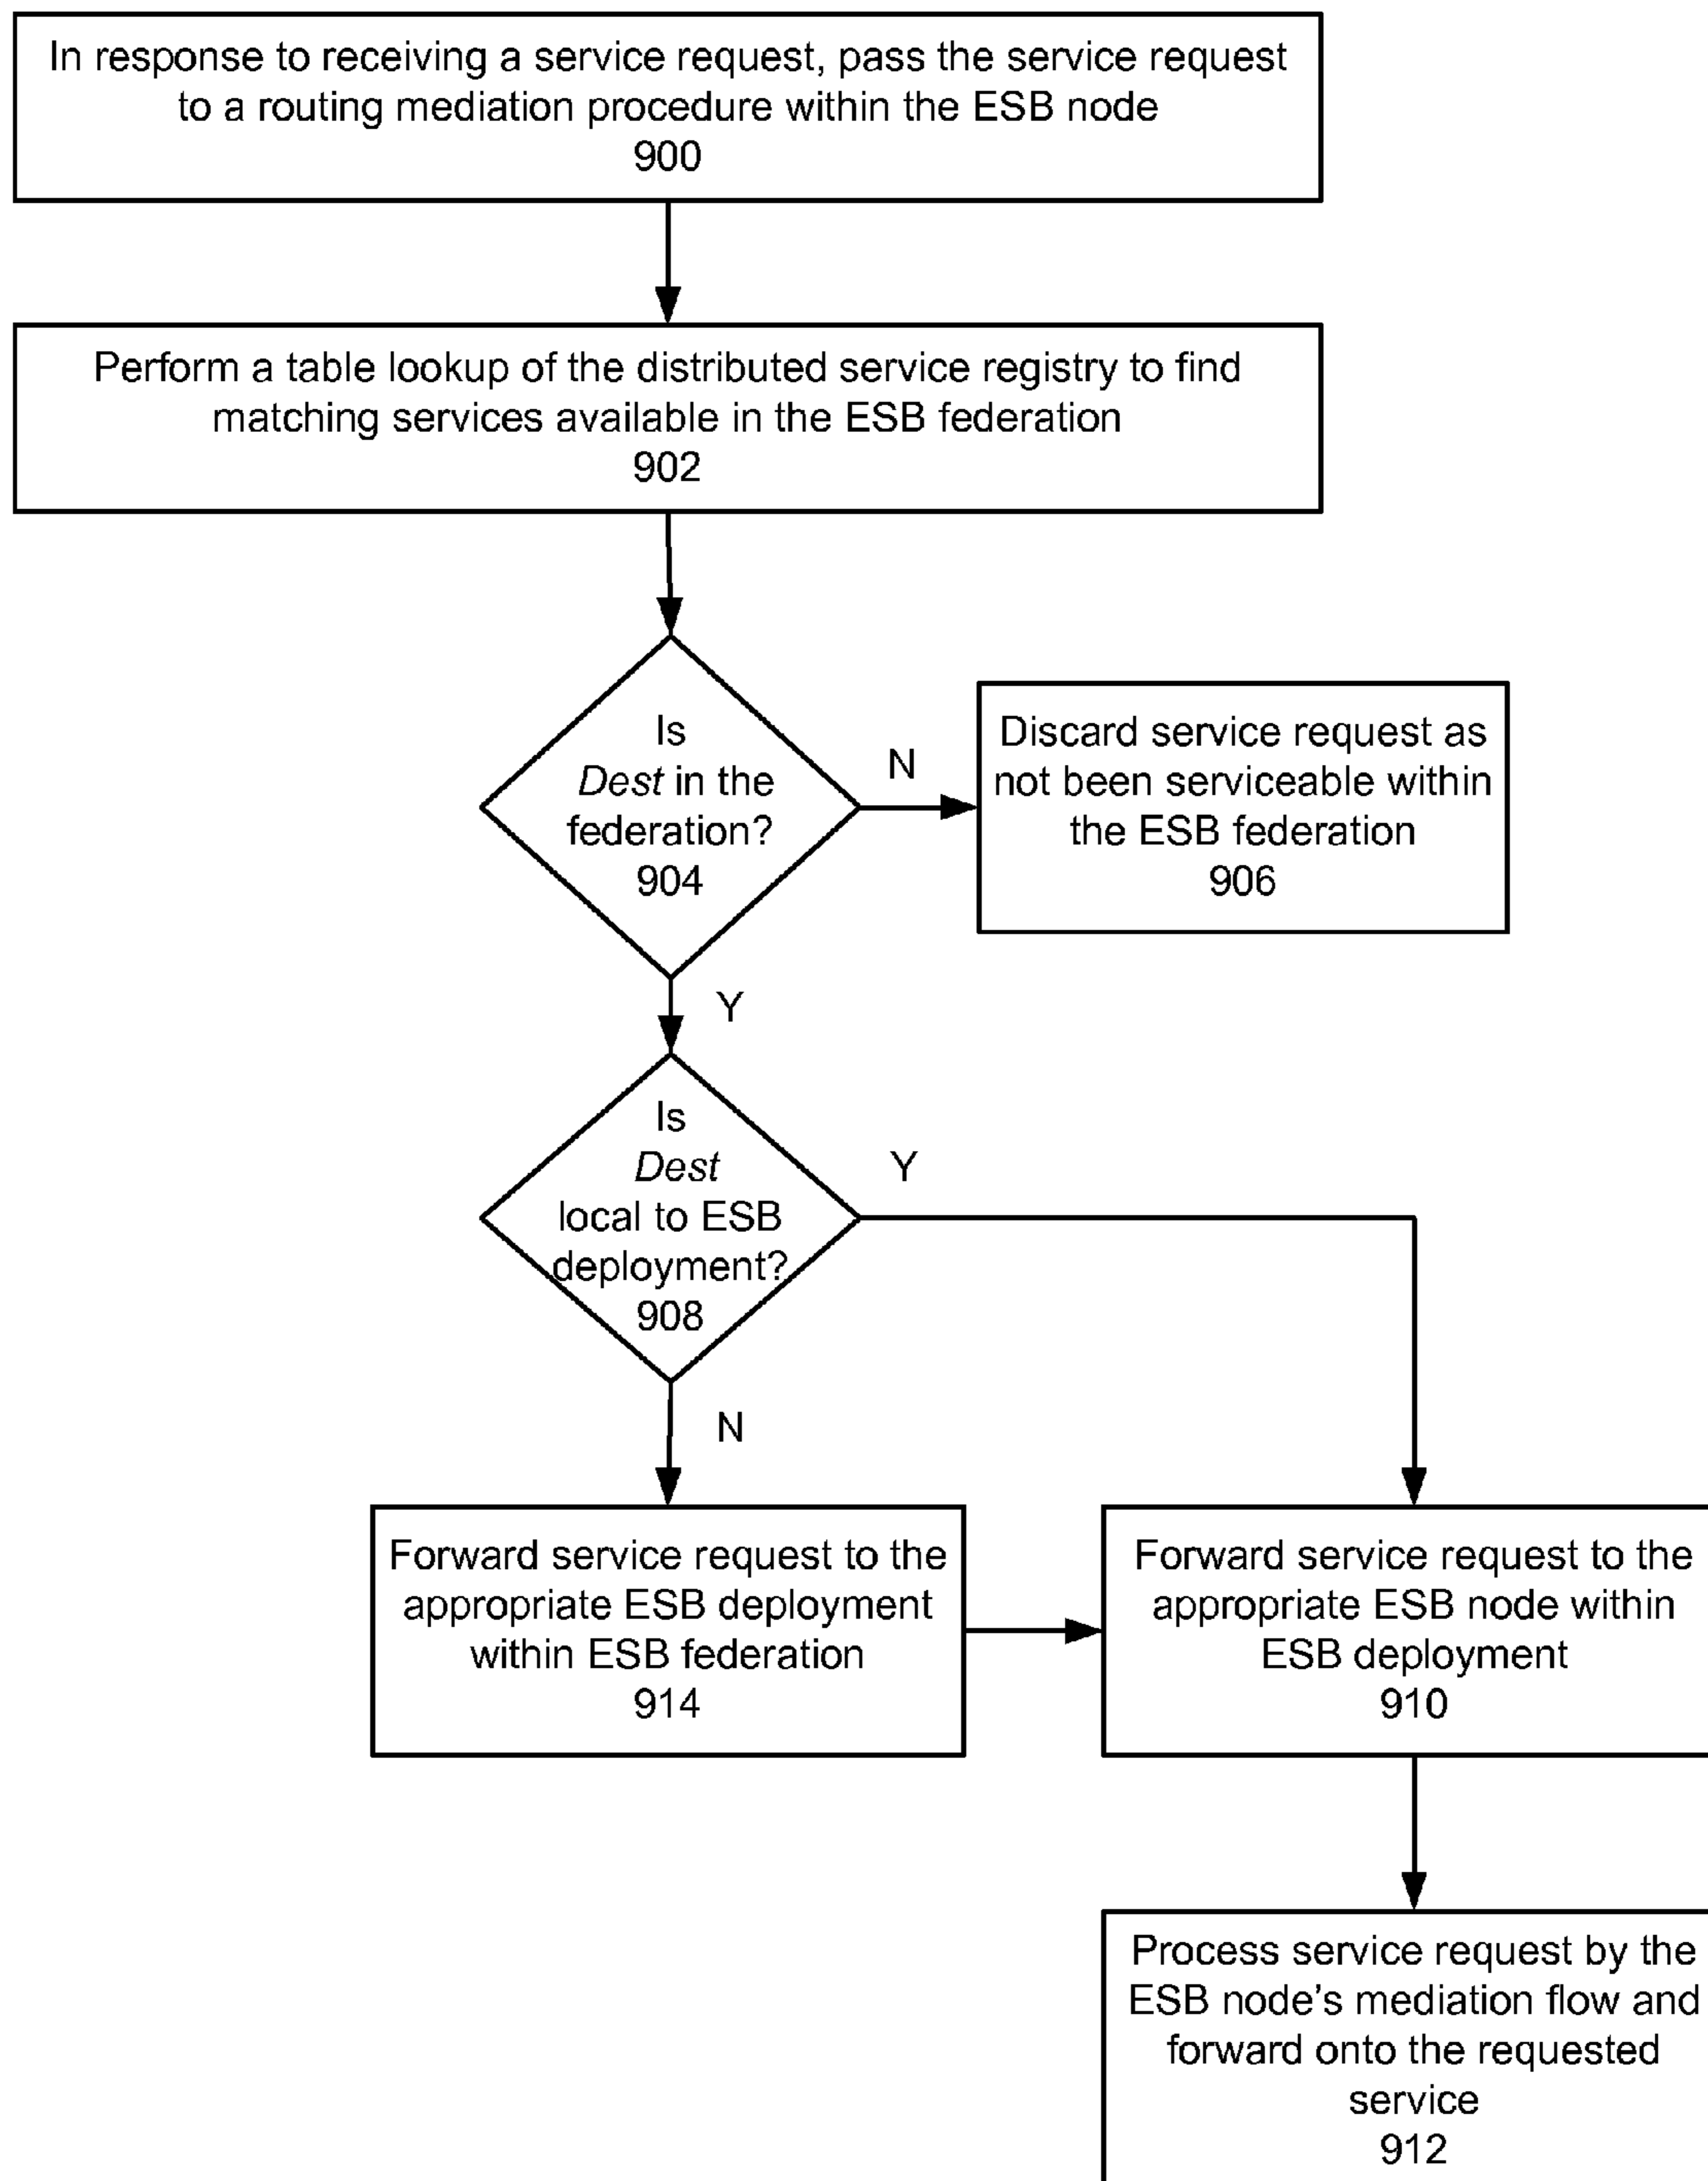 In response to receiving a service request, pass the service request
to a routing mediation procedure within the ESB node
900
Perform a table lookup of the distributed service registry to find
matching services available in the ESB federation
902
Is
Dest in the
federation?
904
N
Discard service request as
not been serviceable within
the ESB federation
906
Y
Is
Dest
local to ESB
deployment?
908
Y
N
Forward service request to the
appropriate ESB deployment
within ESB federation
914
Forward service request to the
appropriate ESB node within
ESB deployment
910
Process service request by the
ESB node's mediation flow and
forward onto the requested
service
912